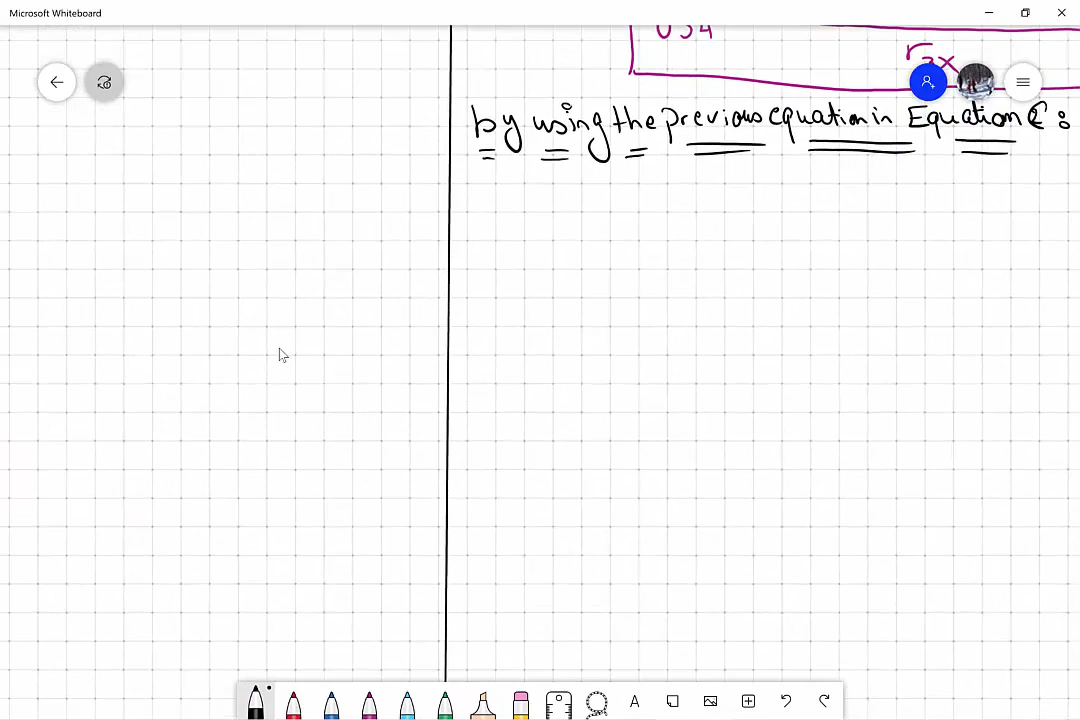 Microsoft Whiteboard
by using the previous equation in Equation C :
A